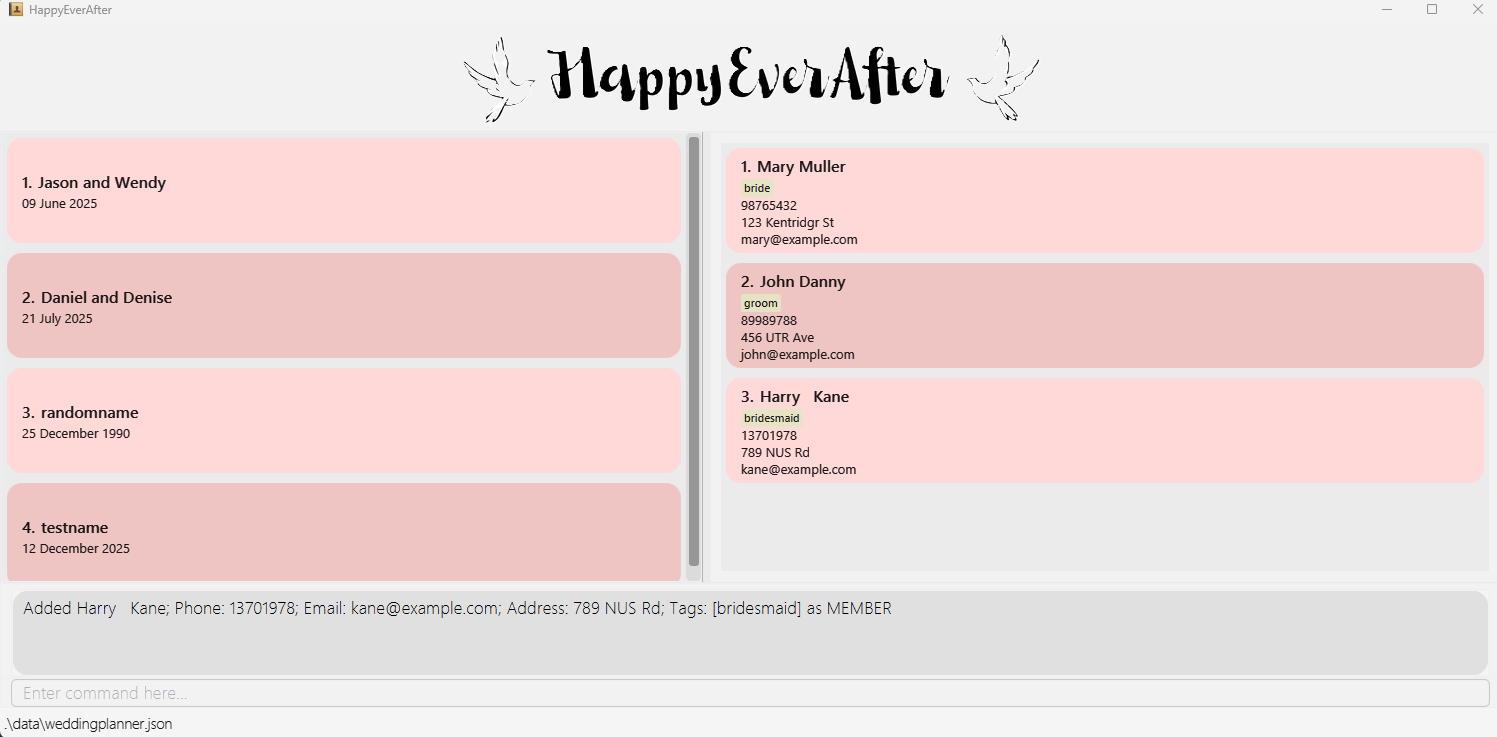 HappyEverAfter
HappyEverAfter
1. Jason and Wendy
09 June 2025
2. Daniel and Denise
21 July 2025
3. randomname
25 December 1990
4. testname
12 December 2025
1. Mary Muller
bride
98765432
123 Kentridgr St
mary@example.com
2. John Danny
groom
89989788
456 UTR Ave
john@example.com
3. Harry   Kane
bridesmaid
13701978
789 NUS Rd
kane@example.com
Added Harry   Kane; Phone: 13701978; Email: kane@example.com; Address: 789 NUS Rd; Tags: [bridesmaid] as MEMBER
Enter command here...
.\data\weddingplanner.json